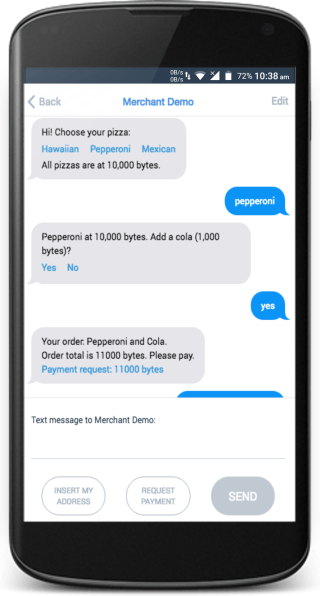 0B/s
0B/s
72% 10:38 am
Back Merchant Demo Edit
Hi! Choose your pizza:
Hawaiian Pepperoni Mexican
All pizzas are at 10,000 bytes.
pepperoni
Pepperoni at 10,000 bytes. Add a cola (1,000
bytes)?
Yes No
yes
Your order: Pepperoni and Cola.
Order total is 11000 bytes. Please pay.
Payment request: 11000 bytes
Text message to Merchant Demo:
INSERT MY
ADDRESS
REQUEST
PAYMENT
SEND